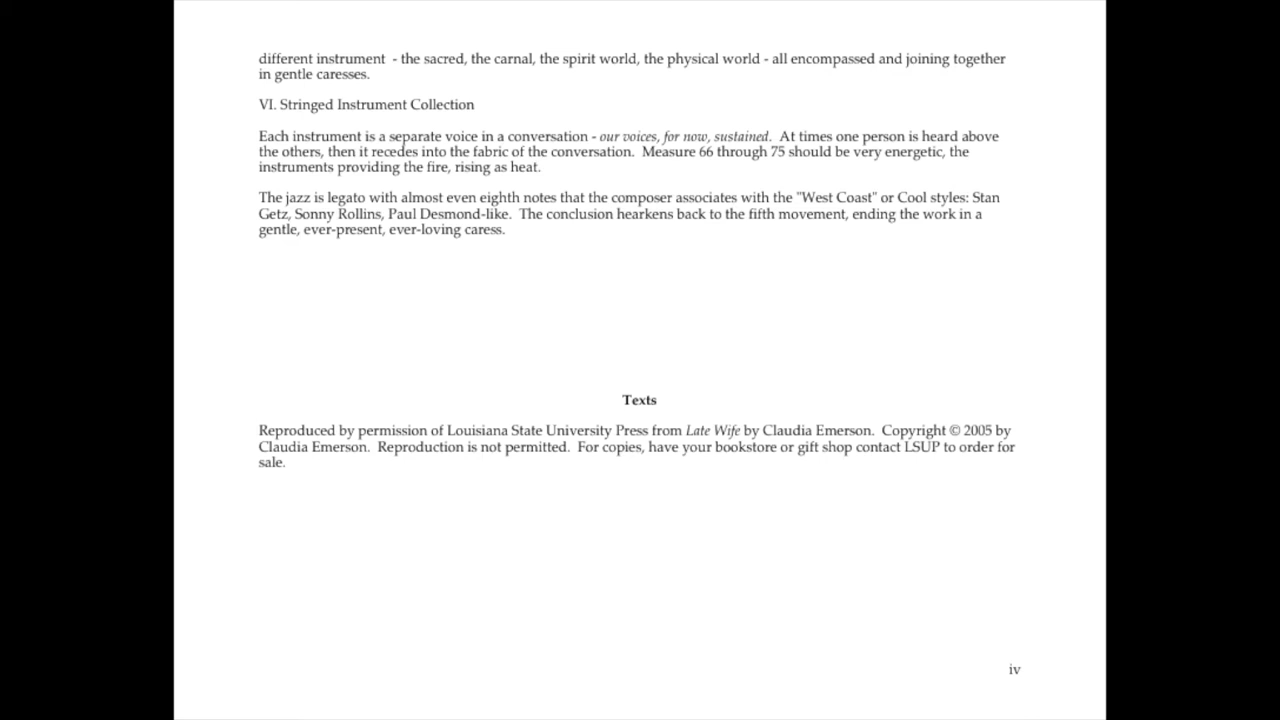 different instrument  - the sacred, the carnal, the spirit world, the physical world - all encompassed and joining together
in gentle caresses.
VI. Stringed Instrument Collection
Each instrument is a separate voice in a conversation - our voices, for now, sustained.  At times one person is heard above
the others, then it recedes into the fabric of the conversation.  Measure 66 through 75 should be very energetic, the
instruments providing the fire, rising as heat.
The jazz is legato with almost even eighth notes that the composer associates with the "West Coast" or Cool styles: Stan
Getz, Sonny Rollins, Paul Desmond-like.  The conclusion hearkens back to the fifth movement, ending the work in a
gentle, ever-present, ever-loving caress.
Texts
Reproduced by permission of Louisiana State University Press from Late Wife by Claudia Emerson.  Copyright © 2005 by
Claudia Emerson.  Reproduction is not permitted.  For copies, have your bookstore or gift shop contact LSUP to order for
sale.
iv